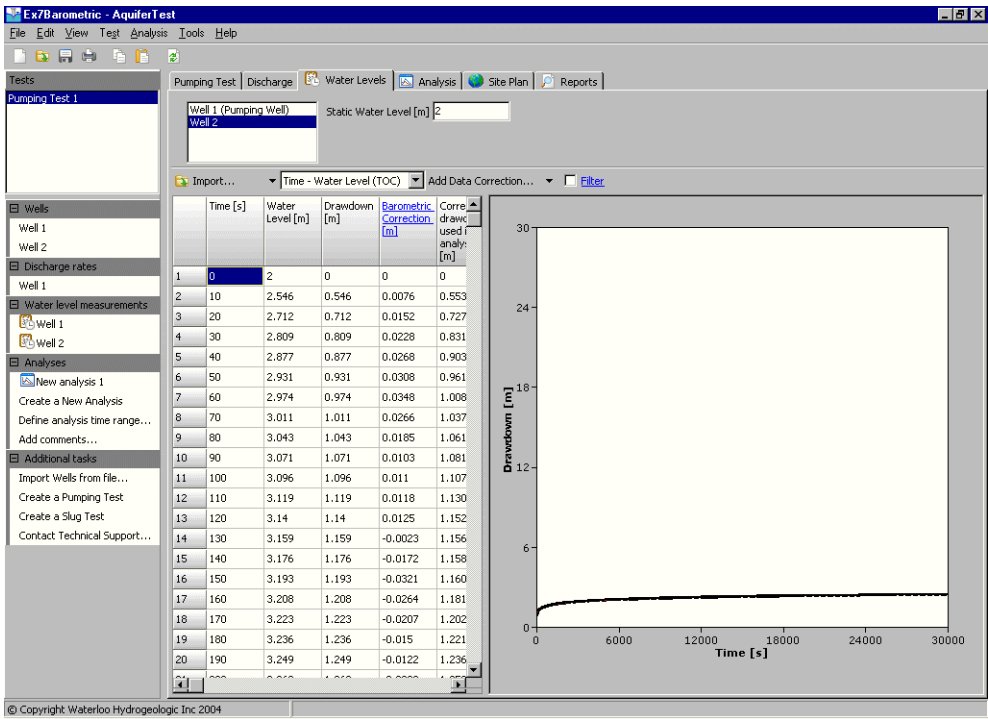 Ex7Barometric - AquiferTest
File Edit View Test Analysis Tools Help
Tests
Pumping Test 1
Wells
Well 1
Well 2
Discharge rates
Well 1
Water level measurements
Well 1
Well 2
Analyses
New analysis 1
Create a New Analysis
Define analysis time range...
Add comments...
Additional tasks
Import Wells from file...
Create a Pumping Test
Create a Slug Test
Contact Technical Support...
Pumping Test Discharge Water Levels Analysis Site Plan Reports
Well 1 (Pumping Well)
Well 2
Static Water Level [m] 2
Import... Time - Water Level (TOC) Add Data Correction... Filter
Time [s] Water Level [m] Drawdown [m] Barometric Correction [m] Corre drawd used i analy [m]
1 0 2 0 0 0
2 10 2.546 0.546 0.0076 0.553
3 20 2.712 0.712 0.0152 0.727
4 30 2.809 0.809 0.0228 0.831
5 40 2.877 0.877 0.0268 0.903
6 50 2.931 0.931 0.0308 0.961
7 60 2.974 0.974 0.0348 1.008
8 70 3.011 1.011 0.0266 1.037
9 80 3.043 1.043 0.0185 1.061
10 90 3.071 1.071 0.0103 1.081
11 100 3.096 1.096 0.011 1.107
12 110 3.119 1.119 0.0118 1.130
13 120 3.14 1.14 0.0125 1.152
14 130 3.159 1.159 -0.0023 1.156
15 140 3.176 1.176 -0.0172 1.158
16 150 3.193 1.193 -0.0321 1.160
17 160 3.208 1.208 -0.0264 1.181
18 170 3.223 1.223 -0.0207 1.202
19 180 3.236 1.236 -0.015 1.221
20 190 3.249 1.249 -0.0122 1.236
Drawdown [m]
30
24
18
12
6
0
0 6000 12000 18000 24000 30000
Time [s]
© Copyright Waterloo Hydrogeologic Inc 2004